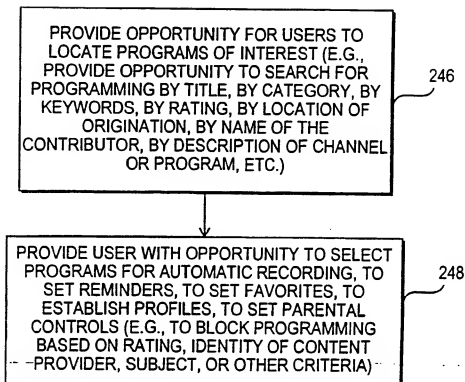 PROVIDE OPPORTUNITY FOR USERS TO
LOCATE PROGRAMS OF INTEREST (E.G.,
PROVIDE OPPORTUNITY TO SEARCH FOR
PROGRAMMING BY TITLE, BY CATEGORY, BY
KEYWORDS, BY RATING, BY LOCATION OF
ORIGINATION, BY NAME OF THE
CONTRIBUTOR, BY DESCRIPTION OF CHANNEL
OR PROGRAM, ETC.)
246
PROVIDE USER WITH OPPORTUNITY TO SELECT
PROGRAMS FOR AUTOMATIC RECORDING, TO
SET REMINDERS, TO SET FAVORITES, TO
ESTABLISH PROFILES, TO SET PARENTAL
CONTROLS (E.G., TO BLOCK PROGRAMMING
BASED ON RATING, IDENTITY OF CONTENT
PROVIDER, SUBJECT, OR OTHER CRITERIA)
248